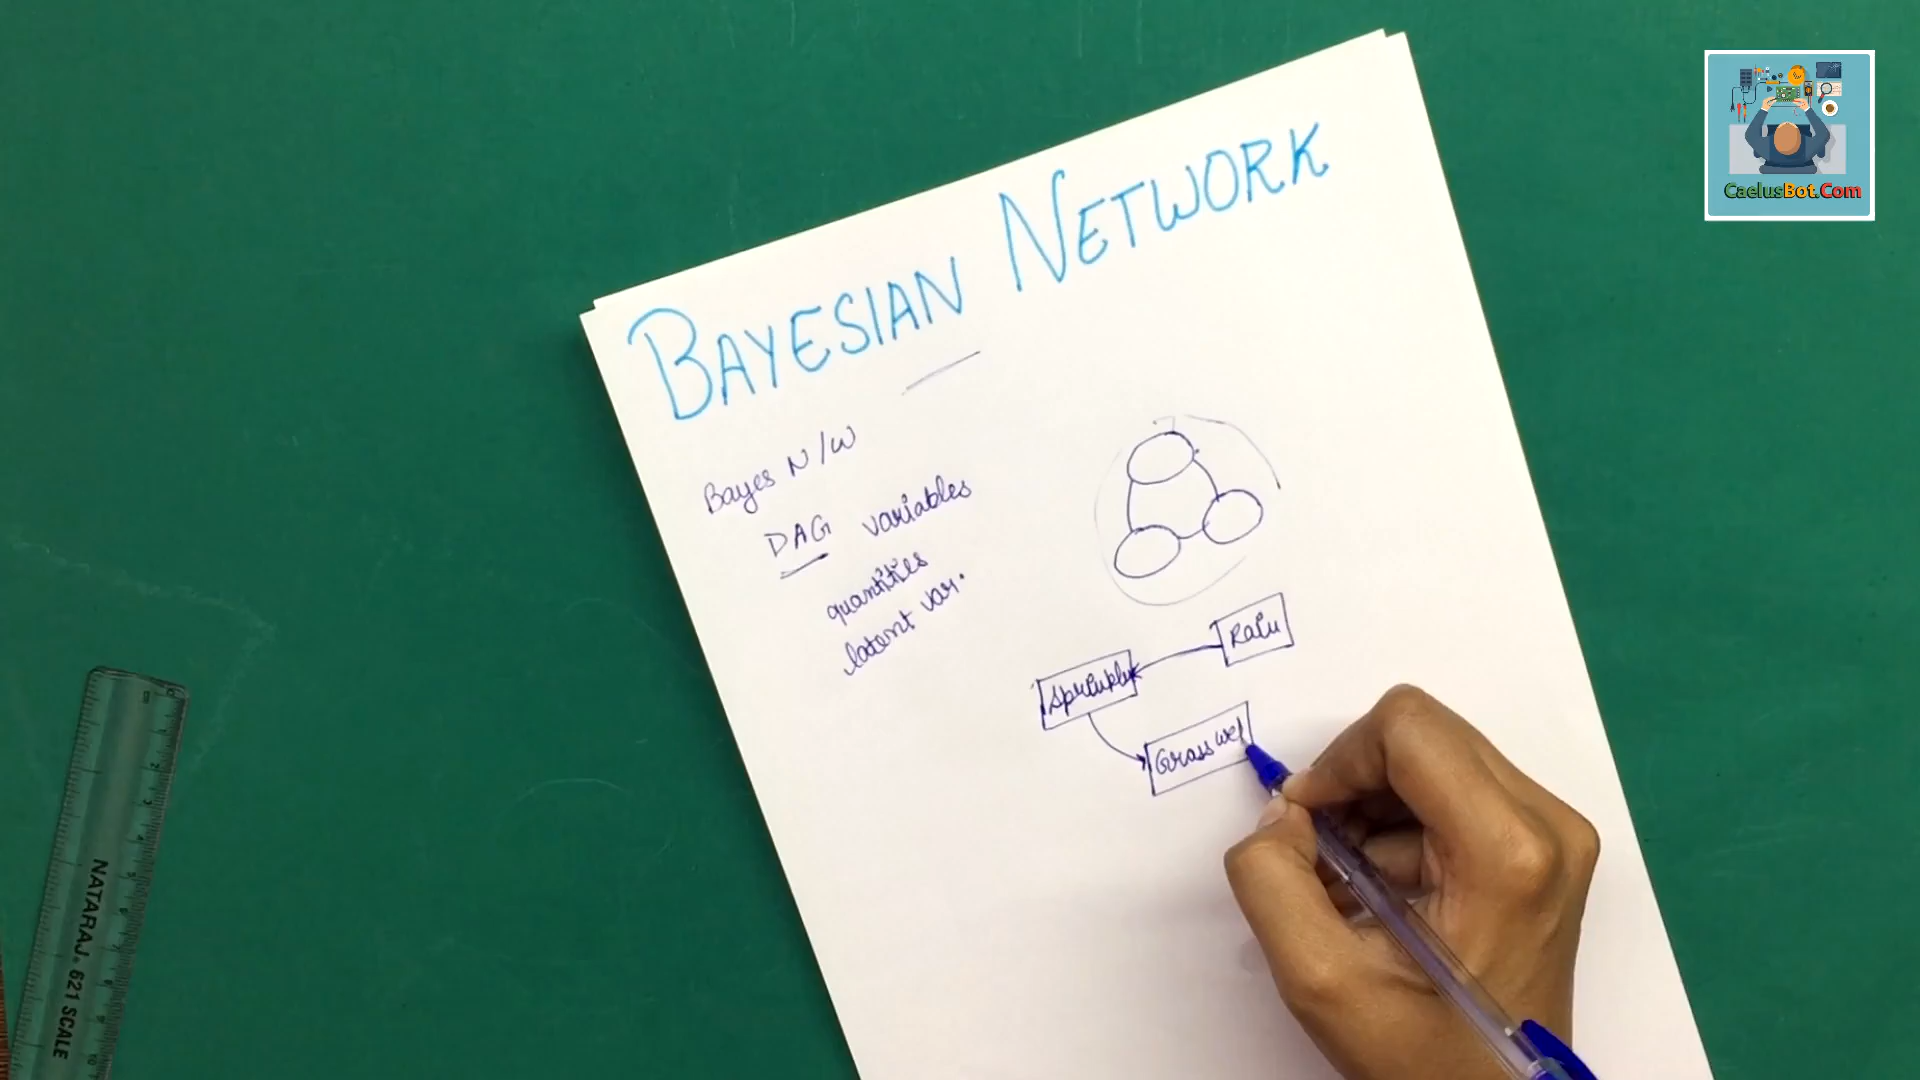 BAYESIAN NETWORK
Bayes N/W
DAG variables
quantities
latent var.
Rain
Sprinkler
Grass wet
CaelusBot.Com
NATARAJ 621 SCALE